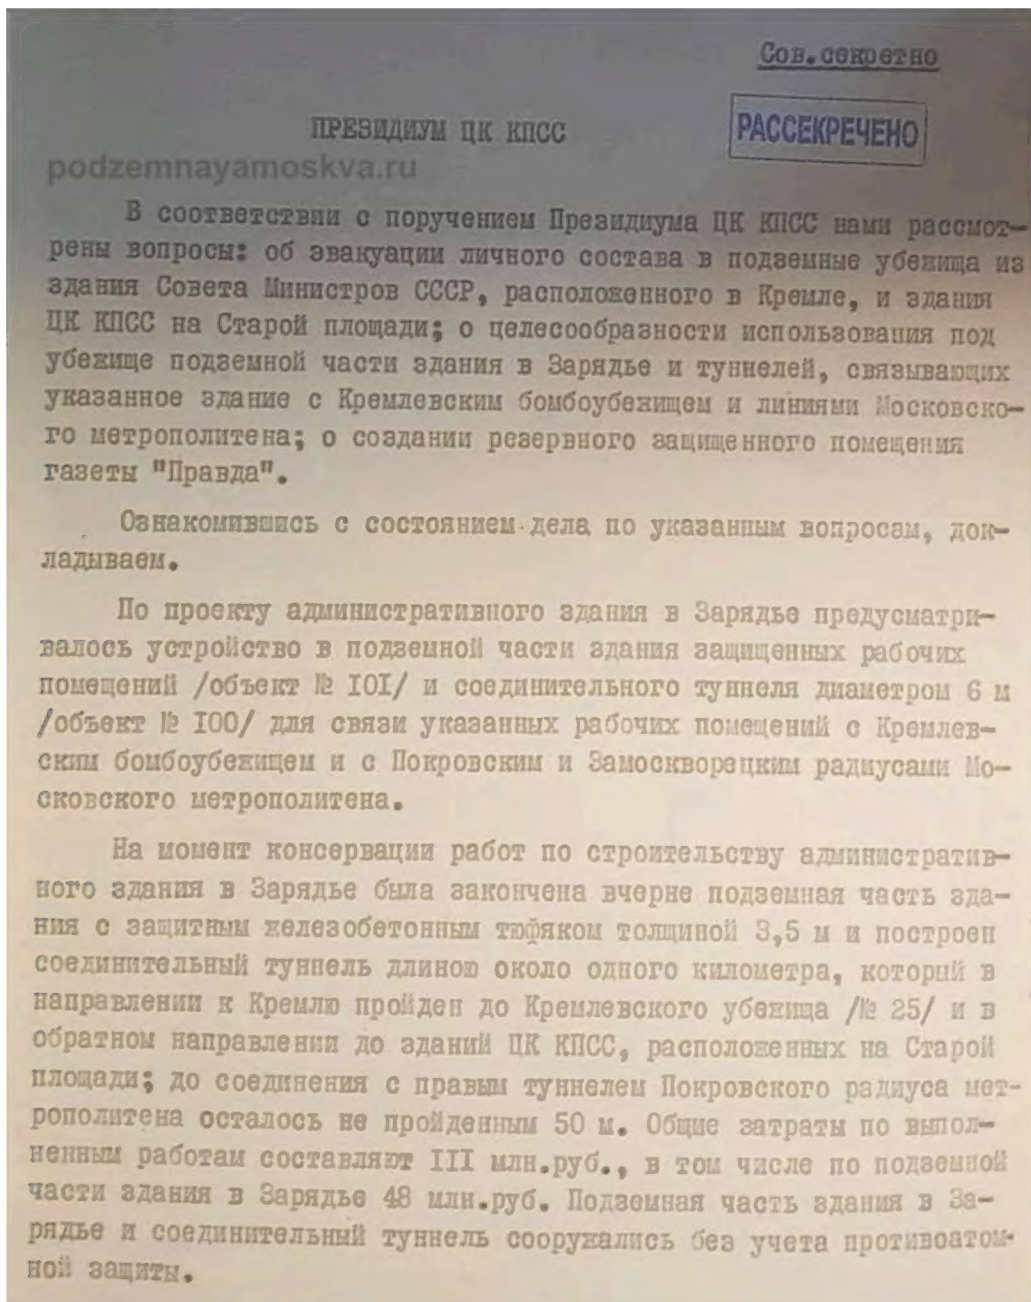 Сов.секретно
ПРЕЗИДИУМ ЦК КПСС
РАССЕКРЕЧЕНО
podzemnayamoskva.ru
В соответствии с поручением Президиума ЦК КПСС нами рассмот-
рены вопросы: об эвакуации личного состава в подземные убежища из
здания Совета Министров СССР, расположенного в Кремле, и здания
ЦК КПСС на Старой площади; о целесообразности использования под
убежище подземной части здания в Зарядье и туннелей, связывающих
указанное здание с Кремлевским бомбоубежищем и линиями Московско-
го метрополитена; о создании резервного защищенного помещения
газеты "Правда".
Ознакомившись с состоянием дела по указанным вопросам, док-
ладываем.
По проекту административного здания в Зарядье предусматри-
валось устройство в подземной части здания защищенных рабочих
помещений /объект № I0I/ и соединительного туннеля диаметром 6 м
/объект № I00/ для связи указанных рабочих помещений с Кремлев-
ским бомбоубежищем и с Покровским и Замоскворецким радиусами Мо-
сковского метрополитена.
На момент консервации работ по строительству административ-
ного здания в Зарядье была закончена вчерне подземная часть зда-
ния с защитным железобетонным тюфяком толщиной 3,5 м и построен
соединительный туннель длиною около одного километра, который в
направлении к Кремлю пройден до Кремлевского убежища /№ 25/ и в
обратном направлении до зданий ЦК КПСС, расположенных на Старой
площади; до соединения с правым туннелем Покровского радиуса мет-
рополитена осталось не пройденным 50 м. Общие затраты по выпол-
ненным работам составляют III млн.руб., в том числе по подземной
части здания в Зарядье 48 млн.руб. Подземная часть здания в За-
рядье и соединительный туннель сооружались без учета противоатом-
ной защиты.